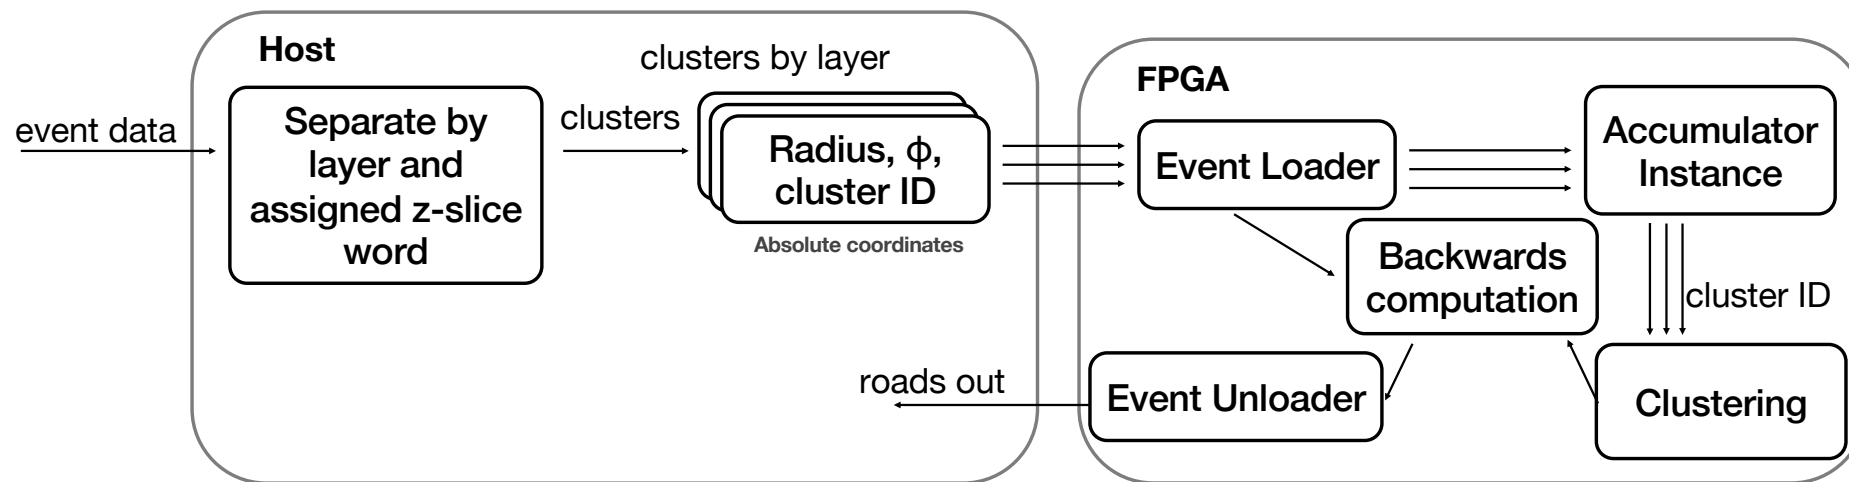 Host
event data
Separate by
layer and
assigned z-slice
word
clusters
clusters by layer
Radius, ϕ,
cluster ID
Absolute coordinates
FPGA
Event Loader
Accumulator
Instance
Backwards
computation
cluster ID
Clustering
Event Unloader
roads out